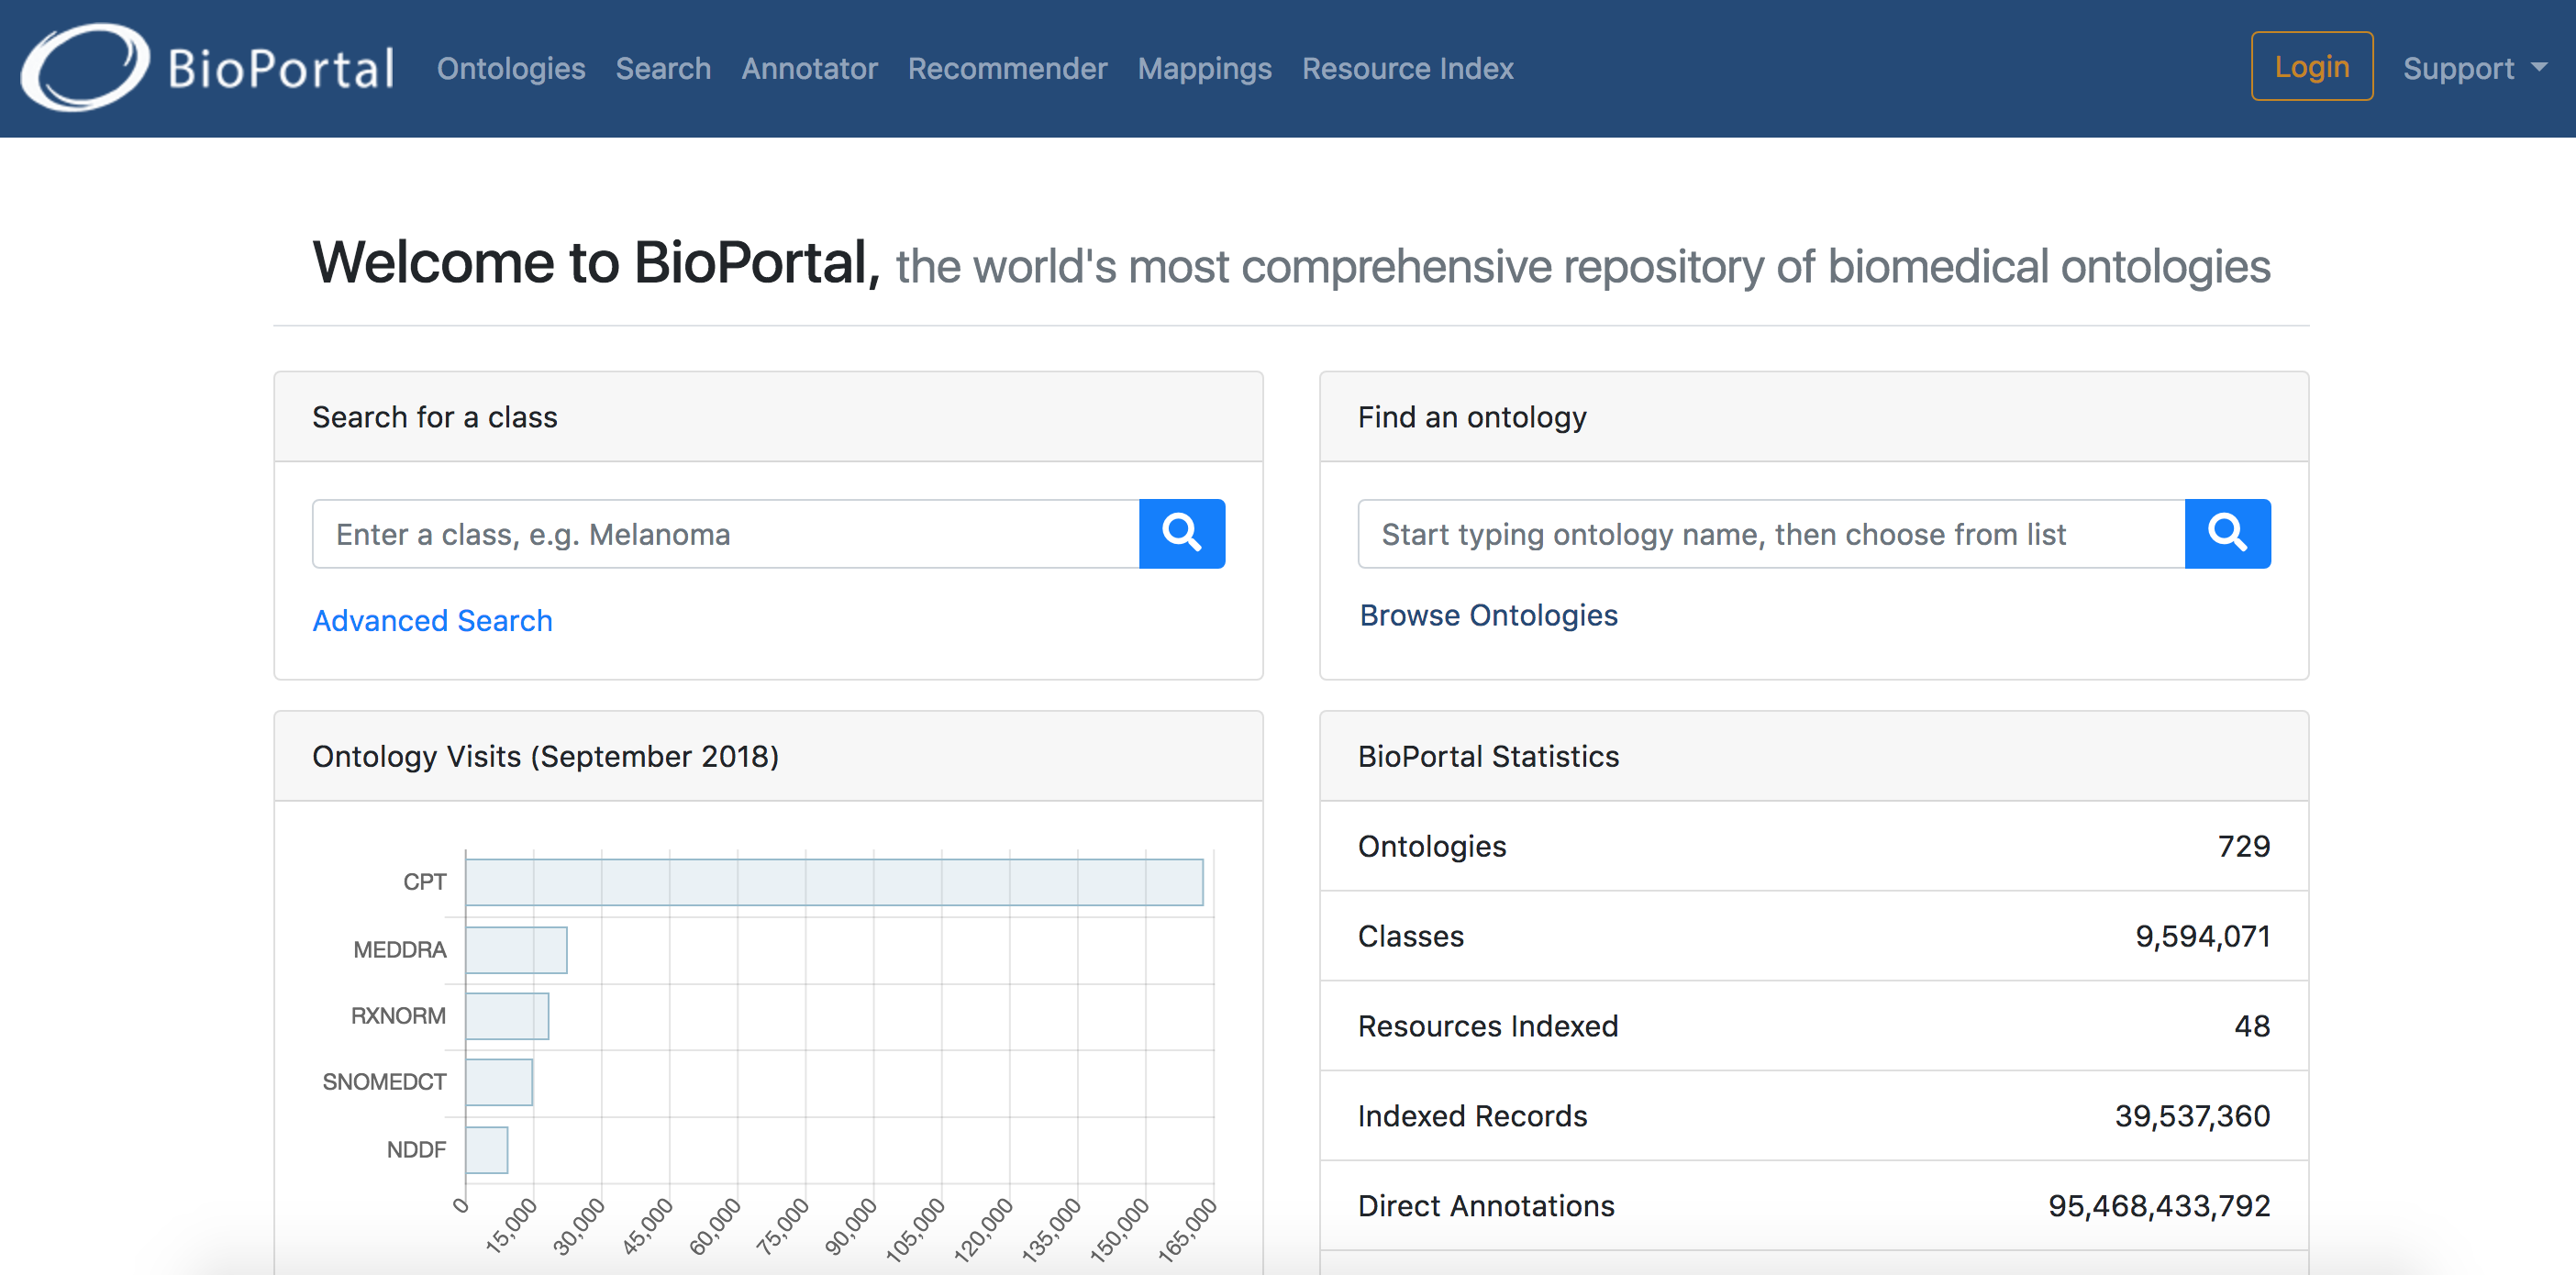 BioPortal
Ontologies Search Annotator Recommender Mappings Resource Index
Login Support
Welcome to BioPortal, the world's most comprehensive repository of biomedical ontologies
Search for a class
Enter a class, e.g. Melanoma
Advanced Search
Find an ontology
Start typing ontology name, then choose from list
Browse Ontologies
Ontology Visits (September 2018)
CPT
MEDDRA
RXNORM
SNOMEDCT
NDDF
0 15,000 30,000 45,000 60,000 75,000 90,000 105,000 120,000 135,000 150,000 165,000
BioPortal Statistics
Ontologies 729
Classes 9,594,071
Resources Indexed 48
Indexed Records 39,537,360
Direct Annotations 95,468,433,792